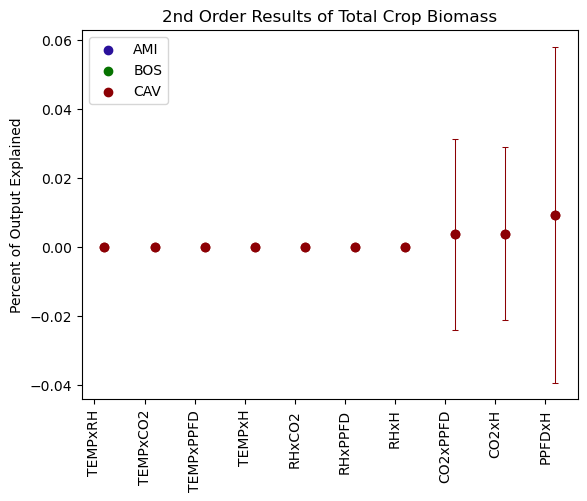 2nd Order Results of Total Crop Biomass
AMI
BOS
CAV
Percent of Output Explained
0.06
0.04
0.02
0.00
−0.02
−0.04
TEMPxRH
TEMPxCO2
TEMPxPPFD
TEMPxH
RHxCO2
RHxPPFD
RHxH
CO2xPPFD
CO2xH
PPFDxH